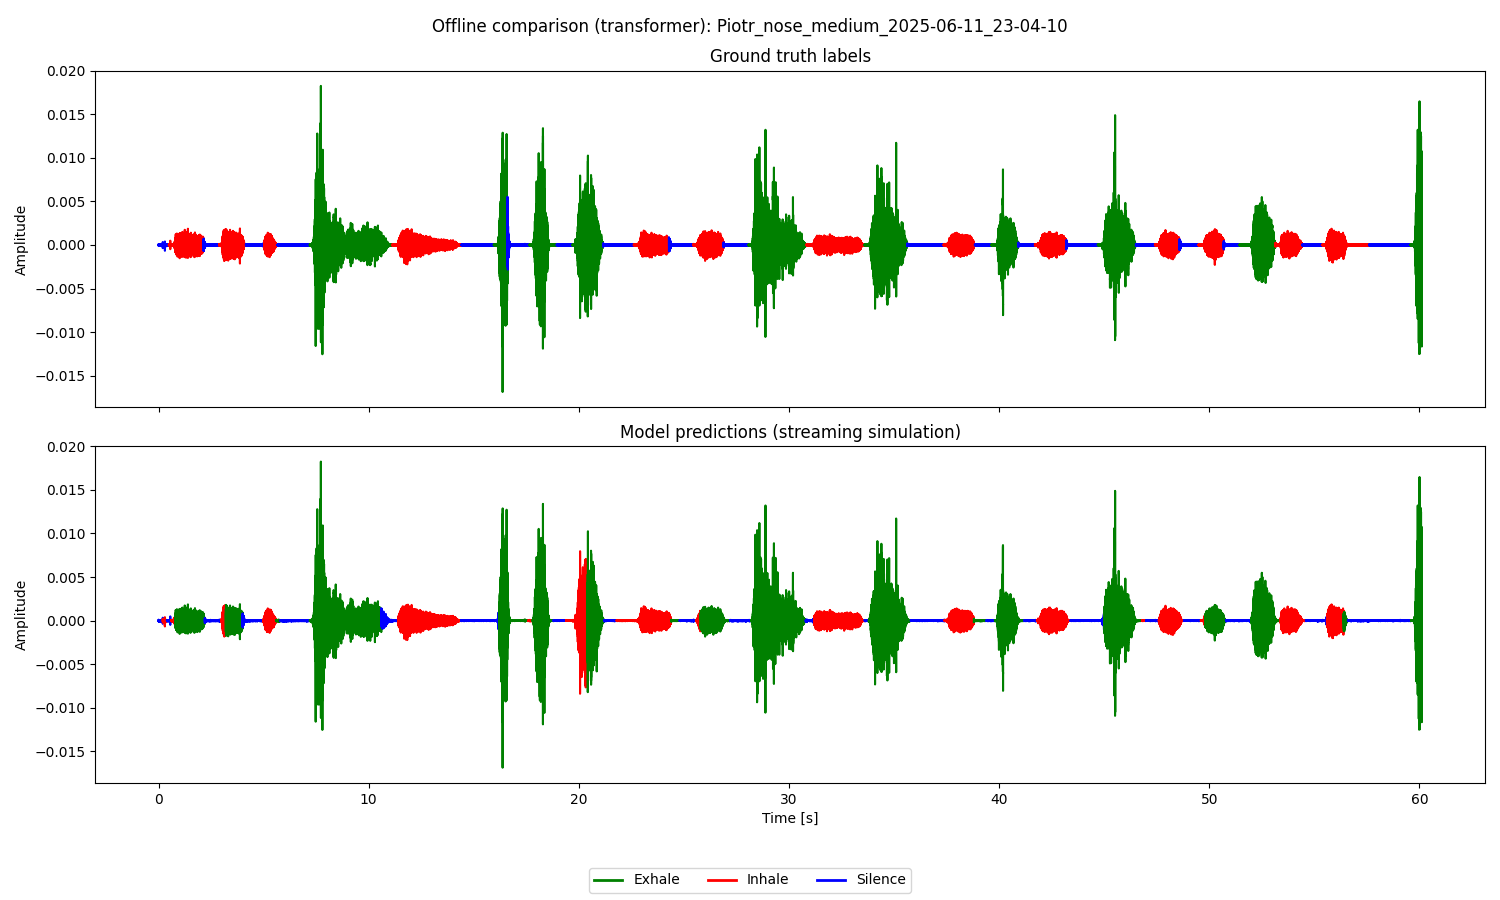 Offline comparison (transformer): Piotr_nose_medium_2025-06-11_23-04-10
Ground truth labels
0.020
0.015
0.010
0.005
0.000
−0.005
−0.010
−0.015
Amplitude
Model predictions (streaming simulation)
0.020
0.015
0.010
0.005
0.000
−0.005
−0.010
−0.015
Amplitude
0 10 20 30 40 50 60
Time [s]
Exhale Inhale Silence